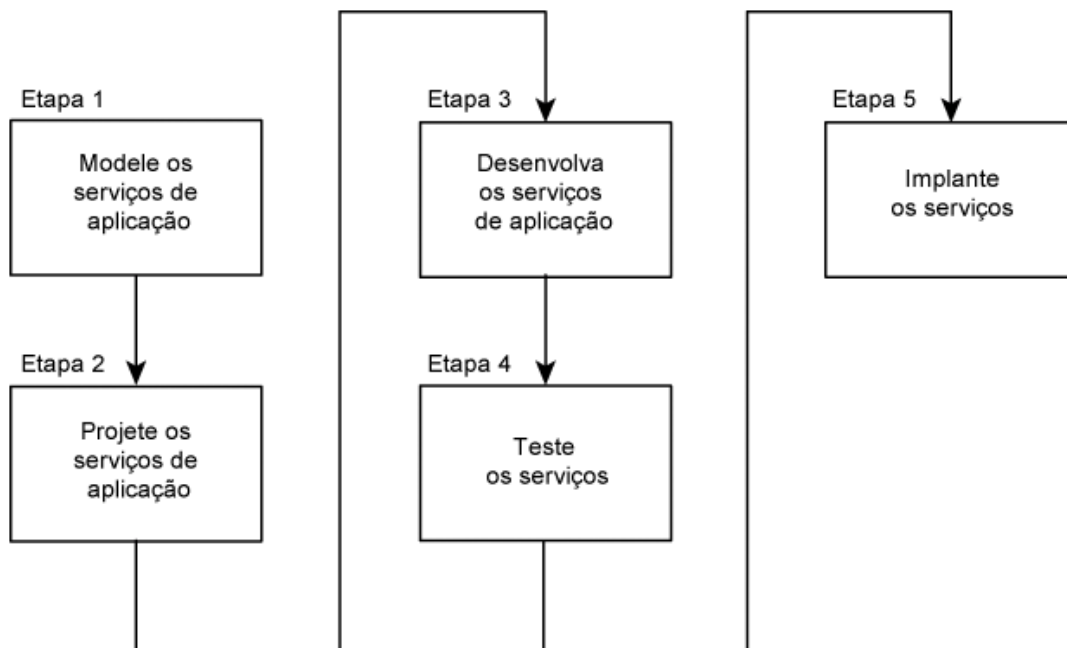 Etapa 1
Modele os
serviços de
aplicação
Etapa 2
Projete os
serviços de
aplicação
Etapa 3
Desenvolva
os serviços
de aplicação
Etapa 4
Teste
os serviços
Etapa 5
Implante
os serviços